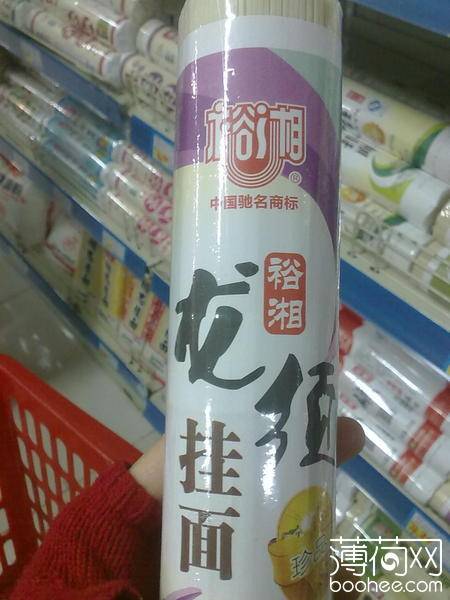 裕湘
®
中国驰名商标
裕湘
龙须
挂面
薄荷网
boohee.com